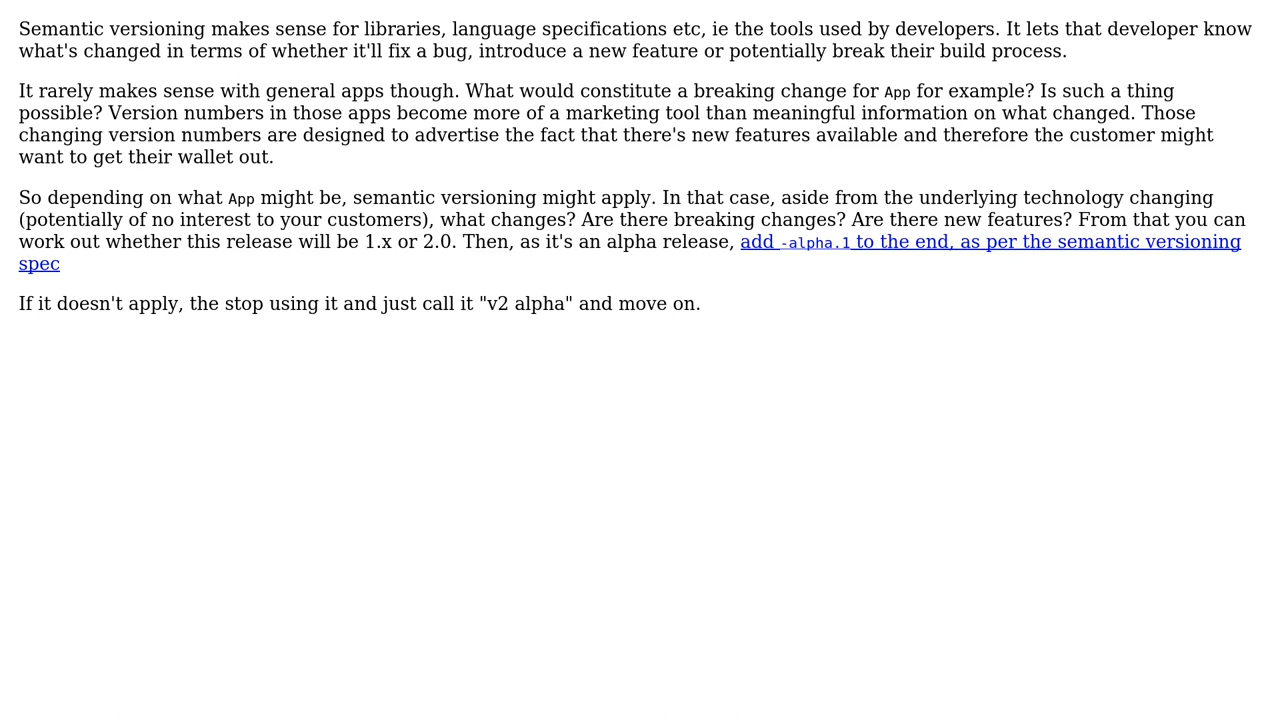 Semantic versioning makes sense for libraries, language specifications etc, ie the tools used by developers. It lets that developer know
what's changed in terms of whether it'll fix a bug, introduce a new feature or potentially break their build process.
It rarely makes sense with general apps though. What would constitute a breaking change for App for example? Is such a thing
possible? Version numbers in those apps become more of a marketing tool than meaningful information on what changed. Those
changing version numbers are designed to advertise the fact that there's new features available and therefore the customer might
want to get their wallet out.
So depending on what App might be, semantic versioning might apply. In that case, aside from the underlying technology changing
(potentially of no interest to your customers), what changes? Are there breaking changes? Are there new features? From that you can
work out whether this release will be 1.x or 2.0. Then, as it's an alpha release, add -alpha.1 to the end, as per the semantic versioning
spec
If it doesn't apply, the stop using it and just call it "v2 alpha" and move on.